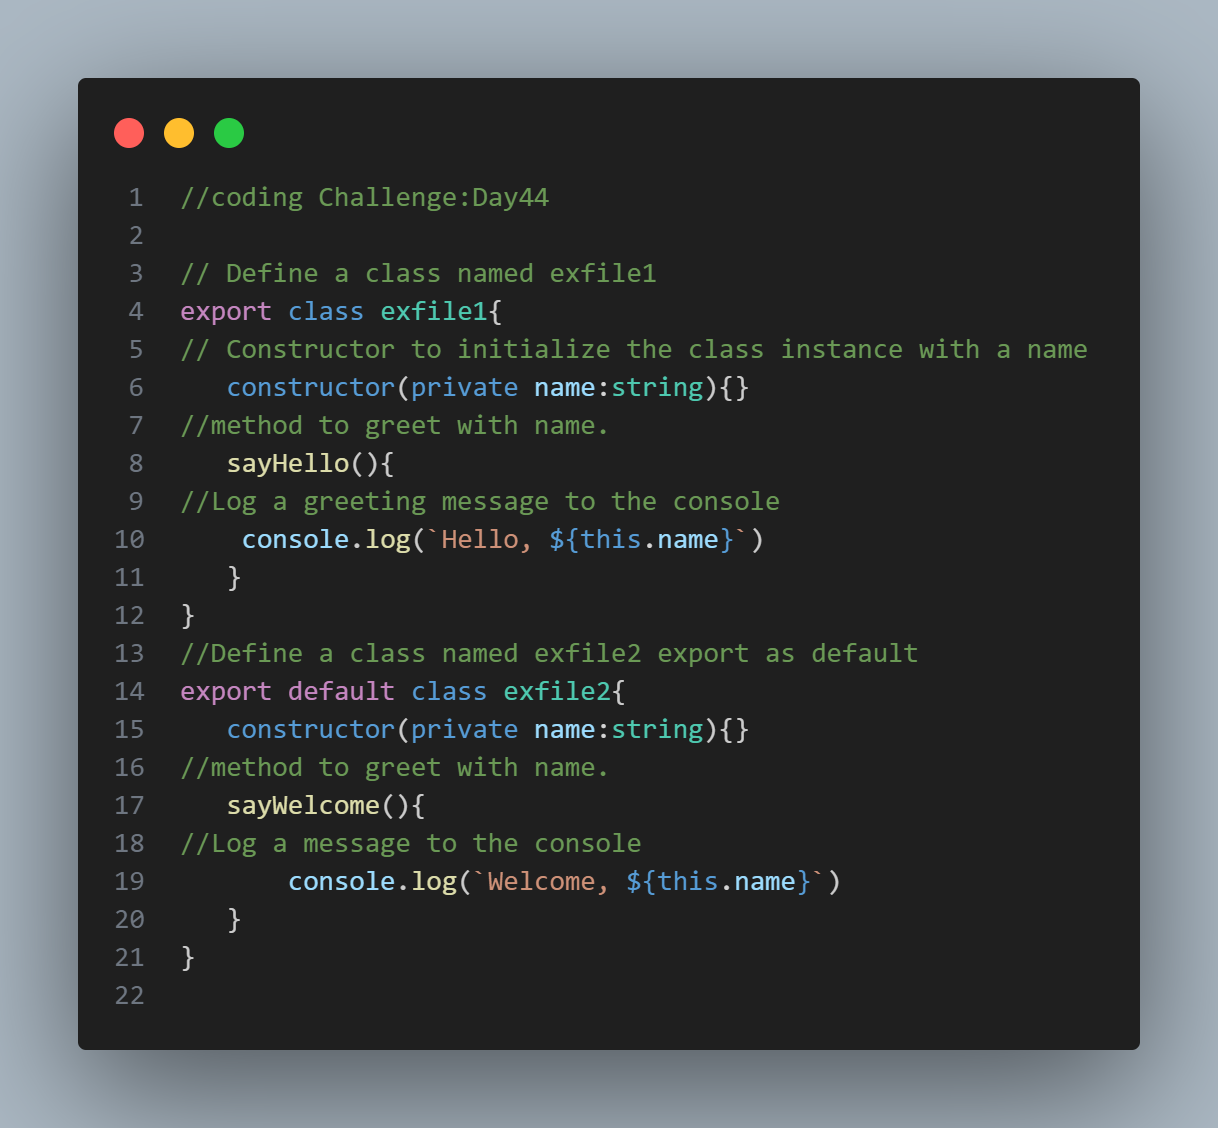 1 //coding Challenge:Day44
2
3 // Define a class named exfile1
4 export class exfile1{
5 // Constructor to initialize the class instance with a name
6    constructor(private name:string){}
7 //method to greet with name.
8    sayHello(){
9 //Log a greeting message to the console
10     console.log(`Hello, ${this.name}`)
11    }
12 }
13 //Define a class named exfile2 export as default
14 export default class exfile2{
15    constructor(private name:string){}
16 //method to greet with name.
17    sayWelcome(){
18 //Log a message to the console
19        console.log(`Welcome, ${this.name}`)
20    }
21 }
22